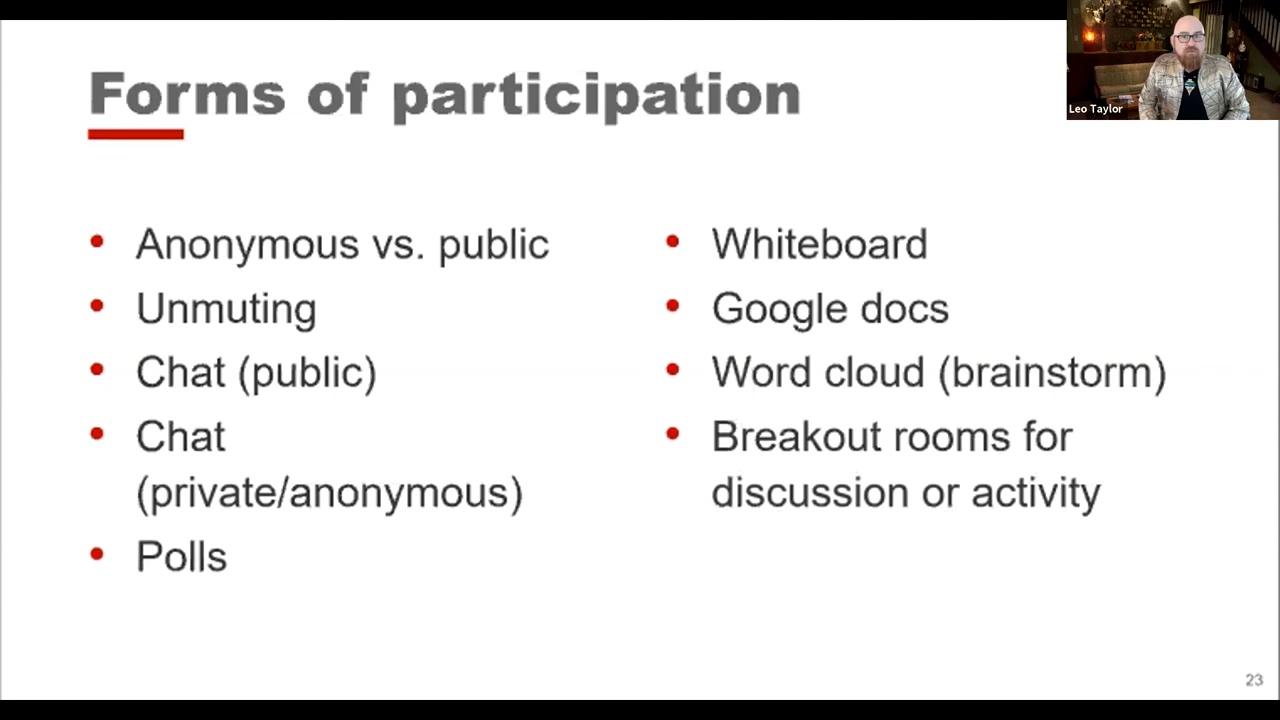 Forms of participation
Leo Taylor
Anonymous vs. public
Unmuting
Chat (public)
Chat
(private/anonymous)
Polls
Whiteboard
Google docs
Word cloud (brainstorm)
Breakout rooms for
discussion or activity
23